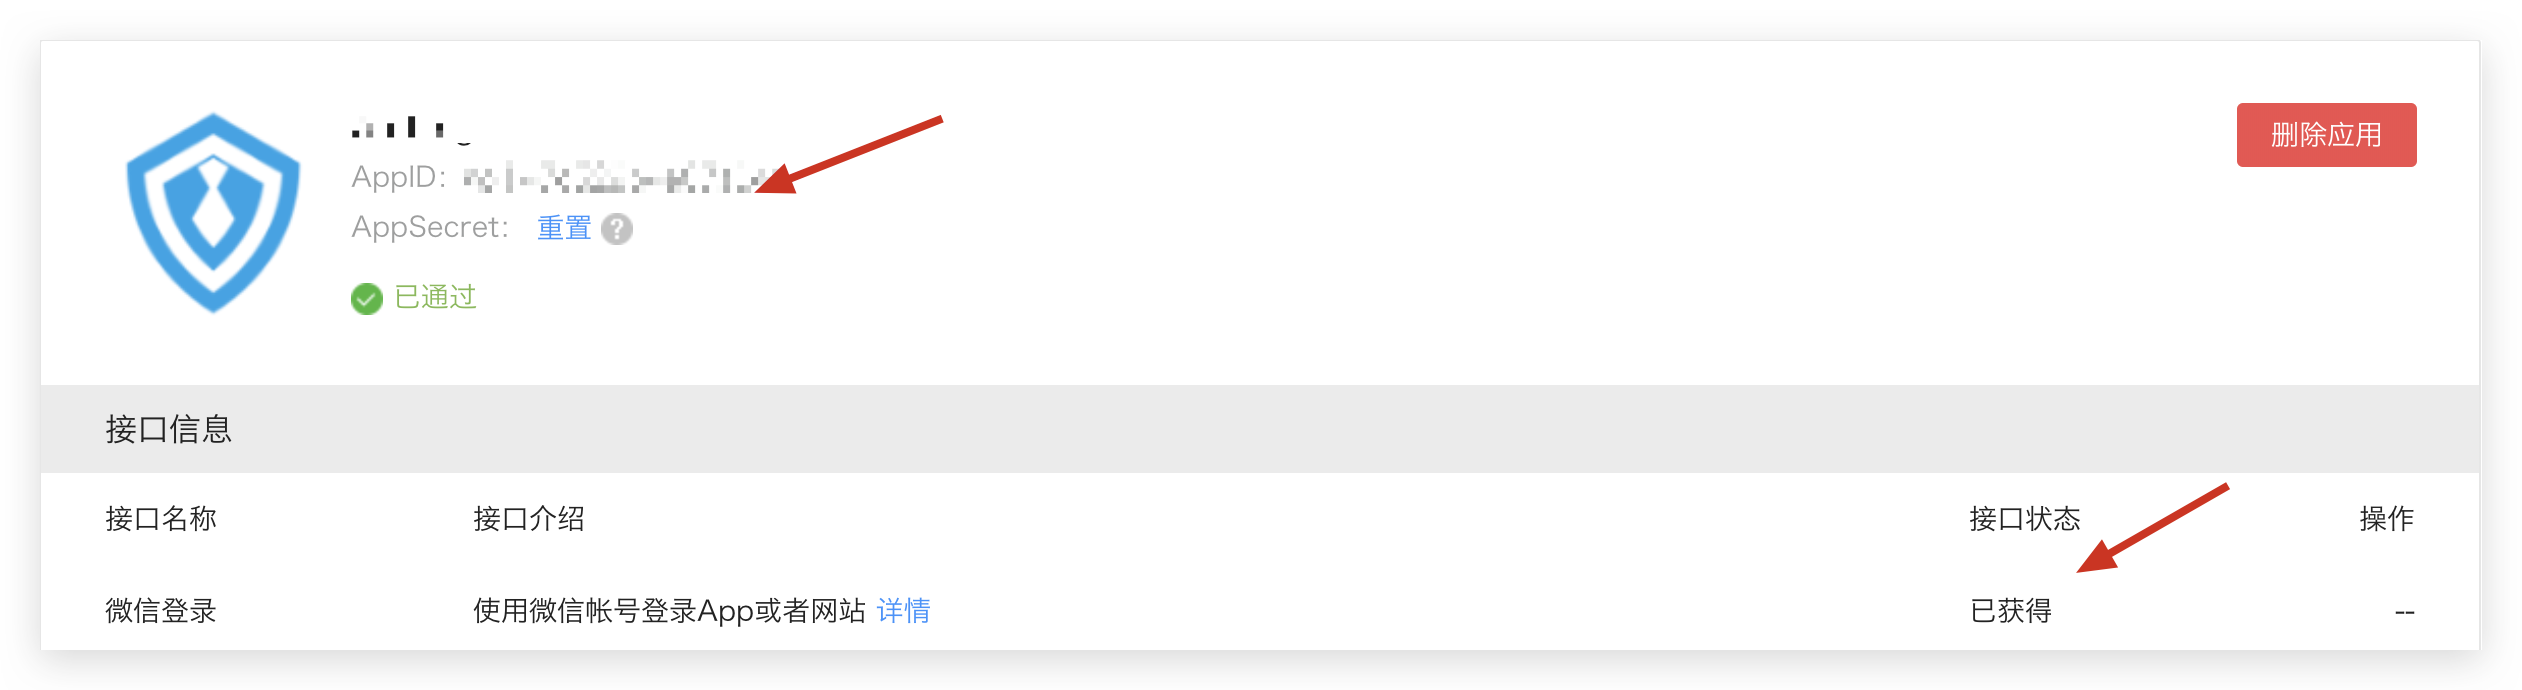 删除应用
AppID:
AppSecret: 重置 ?
已通过
接口信息
接口名称 接口介绍 接口状态 操作
微信登录 使用微信帐号登录App或者网站 详情 已获得 --